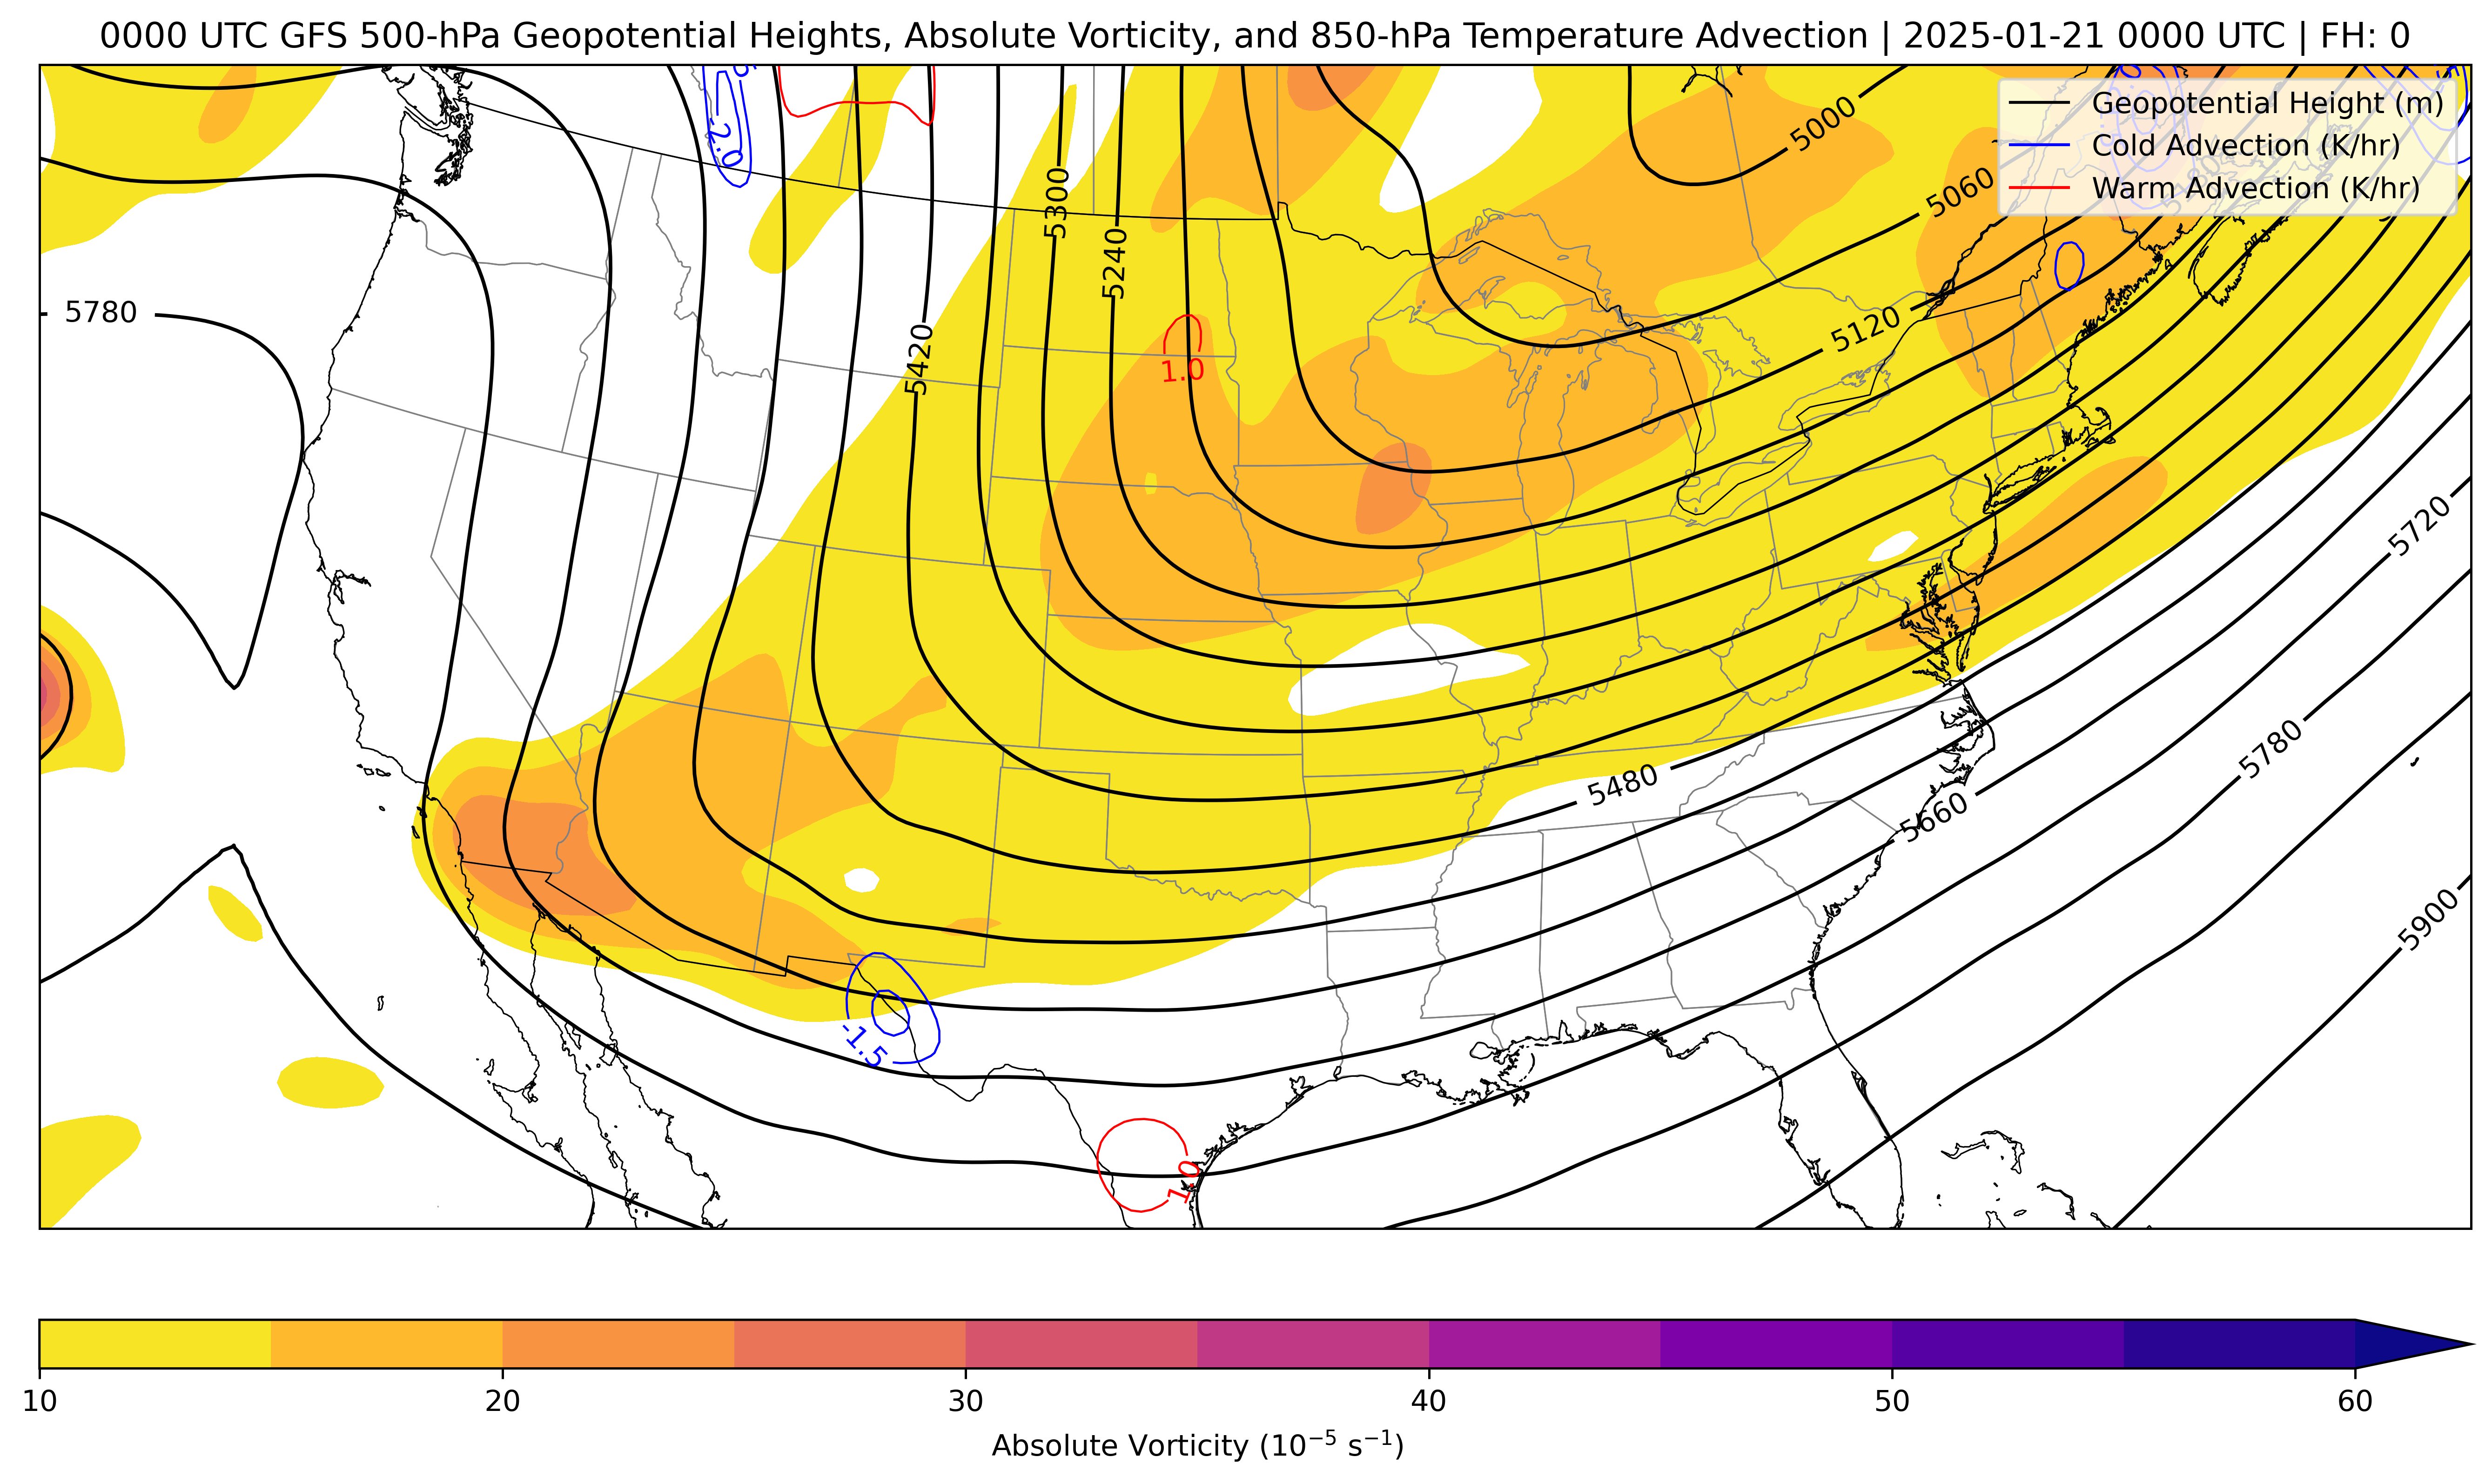 0000 UTC GFS 500-hPa Geopotential Heights, Absolute Vorticity, and 850-hPa Temperature Advection | 2025-01-21 0000 UTC | FH: 0
Geopotential Height (m)
Cold Advection (K/hr)
Warm Advection (K/hr)
-2.0
5000
5060
5300
5240
5780
5120
5420
1.0
5720
5780
5480
5660
5900
-1.5
1.0
10 20 30 40 50 60
Absolute Vorticity (10⁻⁵ s⁻¹)